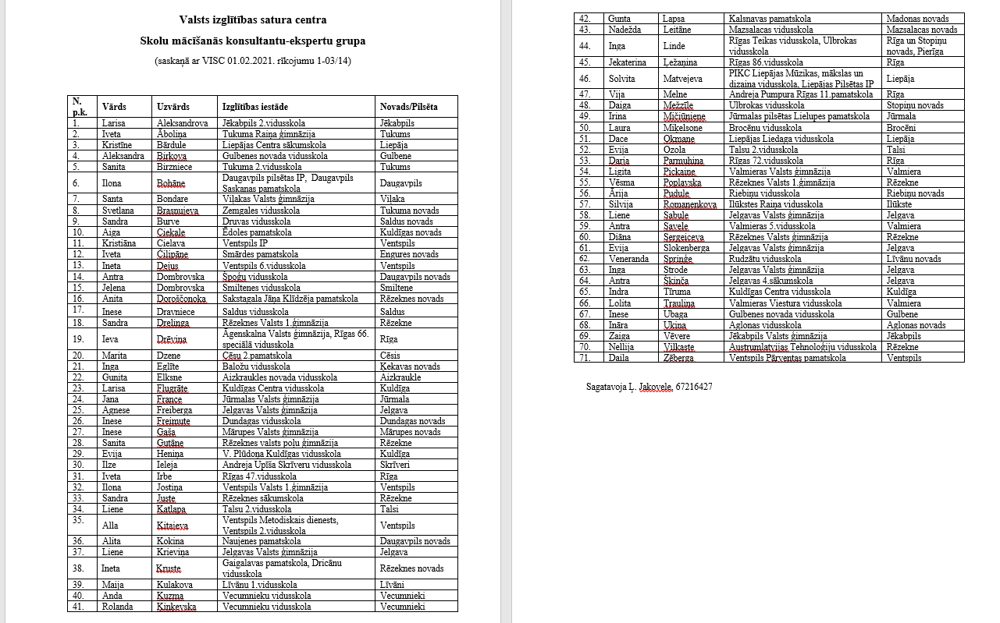 Valsts izglītības satura centra
Skolu mācīšanās konsultantu-ekspertu grupa
(saskaņā ar VISC 01.02.2021. rīkojumu 1-03/14)
N. p.k. Vārds Uzvārds Izglītības iestāde Novads/Pilsēta
1. Larisa Aleksandrova Jēkabpils 2.vidusskola Jēkabpils
2. Iveta Āboliņa Tukuma Raiņa ģimnāzija Tukums
3. Kristīne Bārdule Liepājas Centra sākumskola Liepāja
4. Aleksandra Birkova Gulbenes novada vidusskola Gulbene
5. Sanita Birzniece Tukuma 2.vidusskola Tukums
6. Ilona Bohāne Daugavpils pilsētas IP, Daugavpils
Saskaņas pamatskola Daugavpils
7. Santa Bondare Viļakas Valsts ģimnāzija Viļaka
8. Svetlana Brasnujeva Zemgales vidusskola Tukuma novads
9. Sandra Burve Druvas vidusskola Saldus novads
10. Aiga Ciekale Ēdoles pamatskola Kuldīgas novads
11. Kristiāna Cielava Ventspils IP Ventspils
12. Iveta Čilipāne Smārdes pamatskola Engures novads
13. Ineta Dejus Ventspils 6.vidusskola Ventspils
14. Antra Dombrovska Špoģu vidusskola Daugavpils novads
15. Jelena Dombrovska Smiltenes vidusskola Smiltene
16. Anita Doroščonoka Sakstagala Jāņa Klīdzēja pamatskola Rēzeknes novads
17. Inese Dravniece Saldus vidusskola Saldus
18. Sandra Dreliņga Rēzeknes Valsts 1.ģimnāzija Rēzekne
19. Ieva Drēviņa Āgenskalna Valsts ģimnāzija, Rīgas 66.
speciālā vidusskola Rīga
20. Marita Dzene Cēsu 2.pamatskola Cēsis
21. Inga Eglīte Baložu vidusskola Ķekavas novads
22. Gunita Elksne Aizkraukles novada vidusskola Aizkraukle
23. Larisa Flugrāte Kuldīgas Centra vidusskola Kuldīga
24. Jana France Jūrmalas Valsts ģimnāzija Jūrmala
25. Agnese Freiberga Jelgavas Valsts ģimnāzija Jelgava
26. Inese Freimute Dundagas vidusskola Dundagas novads
27. Inese Gaša Mārupes Valsts ģimnāzija Mārupes novads
28. Sanita Gutāne Rēzeknes valsts poļu ģimnāzija Rēzekne
29. Evija Heniņa V. Plūdoņa Kuldīgas vidusskola Kuldīga
30. Ilze Ieleja Andreja Upīša Skrīveru vidusskola Skrīveri
31. Iveta Irbe Rīgas 47.vidusskola Rīga
32. Ilona Jostiņa Ventspils Valsts 1.ģimnāzija Ventspils
33. Sandra Juste Rēzeknes sākumskola Rēzekne
34. Liene Katlapa Talsu 2.vidusskola Talsi
35. Alla Kitajeva Ventspils Metodiskais dienests,
Ventspils 2.vidusskola Ventspils
36. Alita Kokina Naujenes pamatskola Daugavpils novads
37. Liene Krieviņa Jelgavas Valsts ģimnāzija Jelgava
38. Ineta Kruste Gaigalavas pamatskola, Dricānu
vidusskola Rēzeknes novads
39. Maija Kulakova Līvānu 1.vidusskola Līvāni
40. Anda Kuzma Vecumnieku vidusskola Vecumnieki
41. Rolanda Kiņkevska Vecumnieku vidusskola Vecumnieki
42. Gunta Lapsa Kalsnavas pamatskola Madonas novads
43. Nadežda Leitāne Mazsalacas vidusskola Mazsalacas novads
44. Inga Linde Rīgas Teikas vidusskola, Ulbrokas
vidusskola Rīga un Stopiņu
novads, Pierīga
45. Jekaterina Ļežaņina Rīgas 86.vidusskola Rīga
46. Solvita Matvejeva PIKC Liepājas Mūzikas, mākslas un
dizaina vidusskola, Liepājas Pilsētas IP Liepāja
47. Vija Melne Andreja Pumpura Rīgas 11.pamatskola Rīga
48. Daiga Mežzīle Ulbrokas vidusskola Stopiņu novads
49. Irina Mičiūniene Jūrmalas pilsētas Lielupes pamatskola Jūrmala
50. Laura Mikelsone Brocēnu vidusskola Brocēni
51. Dace Okmane Liepājas Liedaga vidusskola Liepāja
52. Evija Ozola Talsu 2.vidusskola Talsi
53. Darja Parmuhina Rīgas 72.vidusskola Rīga
54. Ligita Pickaine Valmieras Valsts ģimnāzija Valmiera
55. Vēsma Poplavska Rēzeknes Valsts 1.ģimnāzija Rēzekne
56. Ārija Pudule Riebiņu vidusskola Riebiņu novads
57. Silvija Romanenkova Ilūkstes Raiņa vidusskola Ilūkste
58. Liene Sabule Jelgavas Valsts ģimnāzija Jelgava
59. Antra Savele Valmieras 5.vidusskola Valmiera
60. Diāna Sergeiceva Rēzeknes Valsts ģimnāzija Rēzekne
61. Evija Slokenberga Jelgavas Valsts ģimnāzija Jelgava
62. Veneranda Spriņģe Rudzātu vidusskola Līvānu novads
63. Inga Strode Jelgavas Valsts ģimnāzija Jelgava
64. Antra Šķiņča Jelgavas 4.sākumskola Jelgava
65. Indra Tīruma Kuldīgas Centra vidusskola Kuldīga
66. Lolita Trauliņa Valmieras Viestura vidusskola Valmiera
67. Inese Ubaga Gulbenes novada vidusskola Gulbene
68. Ināra Ukina Aglonas vidusskola Aglonas novads
69. Zaiga Vēvere Jēkabpils Valsts ģimnāzija Jēkabpils
70. Nellija Viļkaste Austrumlatvijas Tehnoloģiju vidusskola Rēzekne
71. Daila Zēberga Ventspils Pārventas pamatskola Ventspils
Sagatavoja Ļ. Jakovele, 67216427